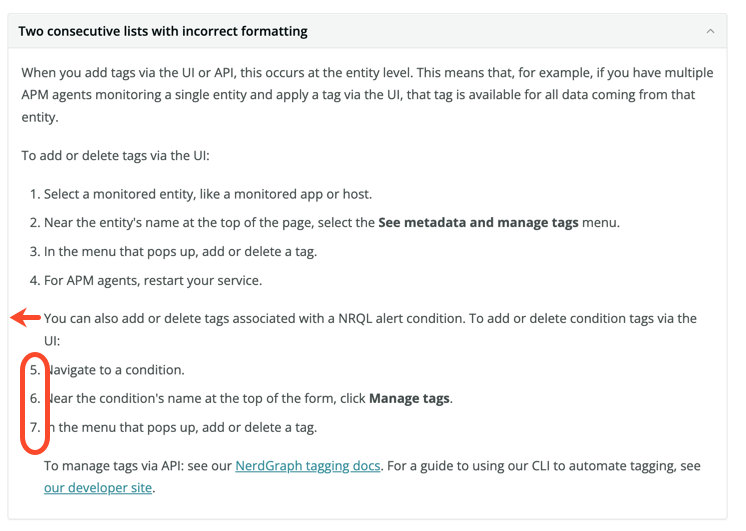 Two consecutive lists with incorrect formatting
When you add tags via the UI or API, this occurs at the entity level. This means that, for example, if you have multiple
APM agents monitoring a single entity and apply a tag via the UI, that tag is available for all data coming from that
entity.
To add or delete tags via the UI:
1. Select a monitored entity, like a monitored app or host.
2. Near the entity's name at the top of the page, select the See metadata and manage tags menu.
3. In the menu that pops up, add or delete a tag.
4. For APM agents, restart your service.
You can also add or delete tags associated with a NRQL alert condition. To add or delete condition tags via the
UI:
5. Navigate to a condition.
6. Near the condition's name at the top of the form, click Manage tags.
7. In the menu that pops up, add or delete a tag.
To manage tags via API: see our NerdGraph tagging docs. For a guide to using our CLI to automate tagging, see
our developer site.